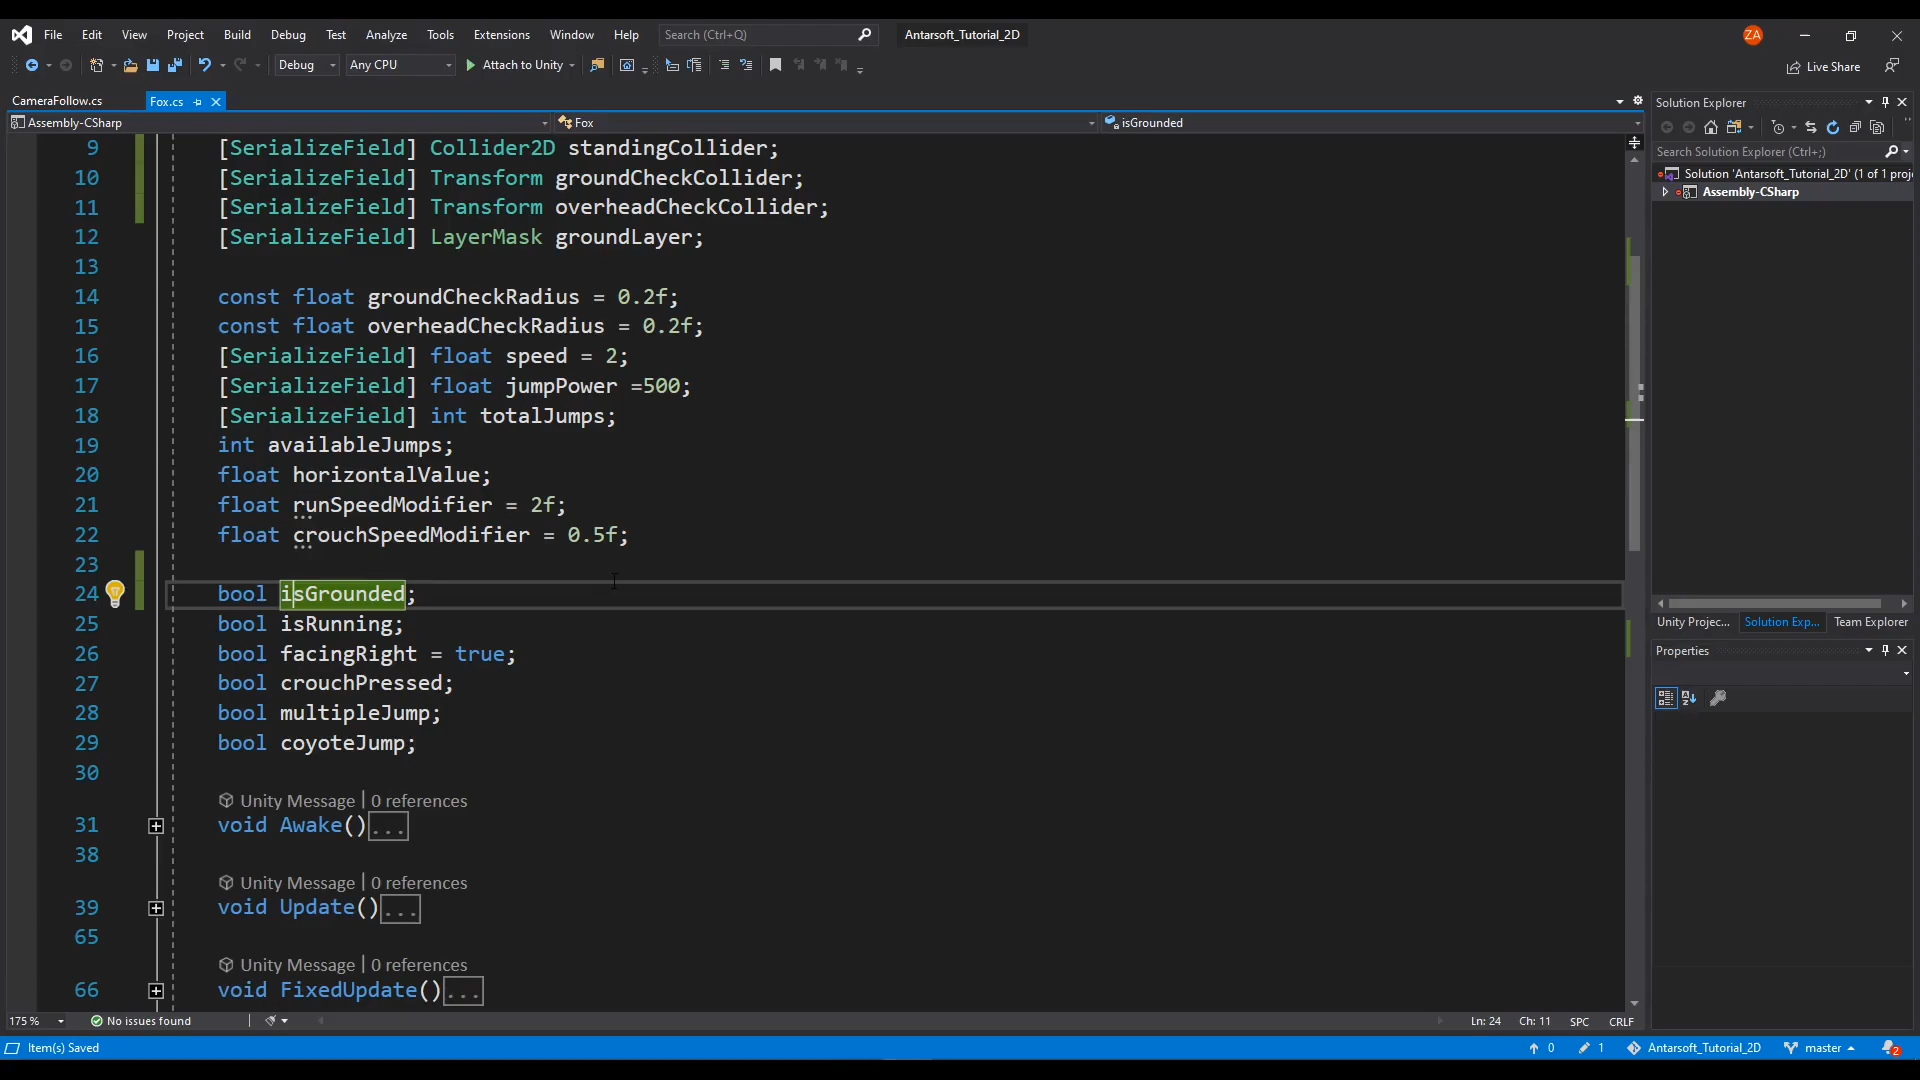 File Edit View Project Build Debug Test Analyze Tools Extensions Window Help Search (Ctrl+Q) Antarsoft_Tutorial_2D ZA
Debug Any CPU Attach to Unity Live Share
CameraFollow.cs Fox.cs
Assembly-CSharp Fox isGrounded
9 [SerializeField] Collider2D standingCollider;
10 [SerializeField] Transform groundCheckCollider;
11 [SerializeField] Transform overheadCheckCollider;
12 [SerializeField] LayerMask groundLayer;
13
14 const float groundCheckRadius = 0.2f;
15 const float overheadCheckRadius = 0.2f;
16 [SerializeField] float speed = 2;
17 [SerializeField] float jumpPower =500;
18 [SerializeField] int totalJumps;
19 int availableJumps;
20 float horizontalValue;
21 float runSpeedModifier = 2f;
22 float crouchSpeedModifier = 0.5f;
23
24 bool isGrounded;
25 bool isRunning;
26 bool facingRight = true;
27 bool crouchPressed;
28 bool multipleJump;
29 bool coyoteJump;
30
Unity Message | 0 references
31 void Awake()...
38
Unity Message | 0 references
39 void Update()...
65
Unity Message | 0 references
66 void FixedUpdate()...
175 % No issues found Ln: 24 Ch: 11 SPC CRLF
Solution Explorer
Search Solution Explorer (Ctrl+;)
Solution 'Antarsoft_Tutorial_2D' (1 of 1 proj
Assembly-CSharp
Unity Projec... Solution Exp... Team Explorer
Properties
Item(s) Saved 0 1 Antarsoft_Tutorial_2D master 2